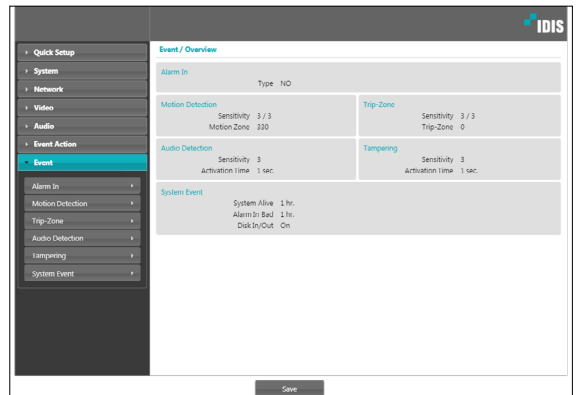 IDIS
Quick Setup
System
Network
Video
Audio
Event Action
Event
Alarm In
Motion Detection
Trip-Zone
Audio Detection
Tampering
System Event
Event / Overview
Alarm In
Type NO
Motion Detection
Sensitivity 3 / 3
Motion Zone 330
Trip-Zone
Sensitivity 3 / 3
Trip-Zone 0
Audio Detection
Sensitivity 3
Activation Time 1 sec.
Tampering
Sensitivity 3
Activation Time 1 sec.
System Event
System Alive 1 hr.
Alarm In Bad 1 hr.
Disk In/Out On
Save